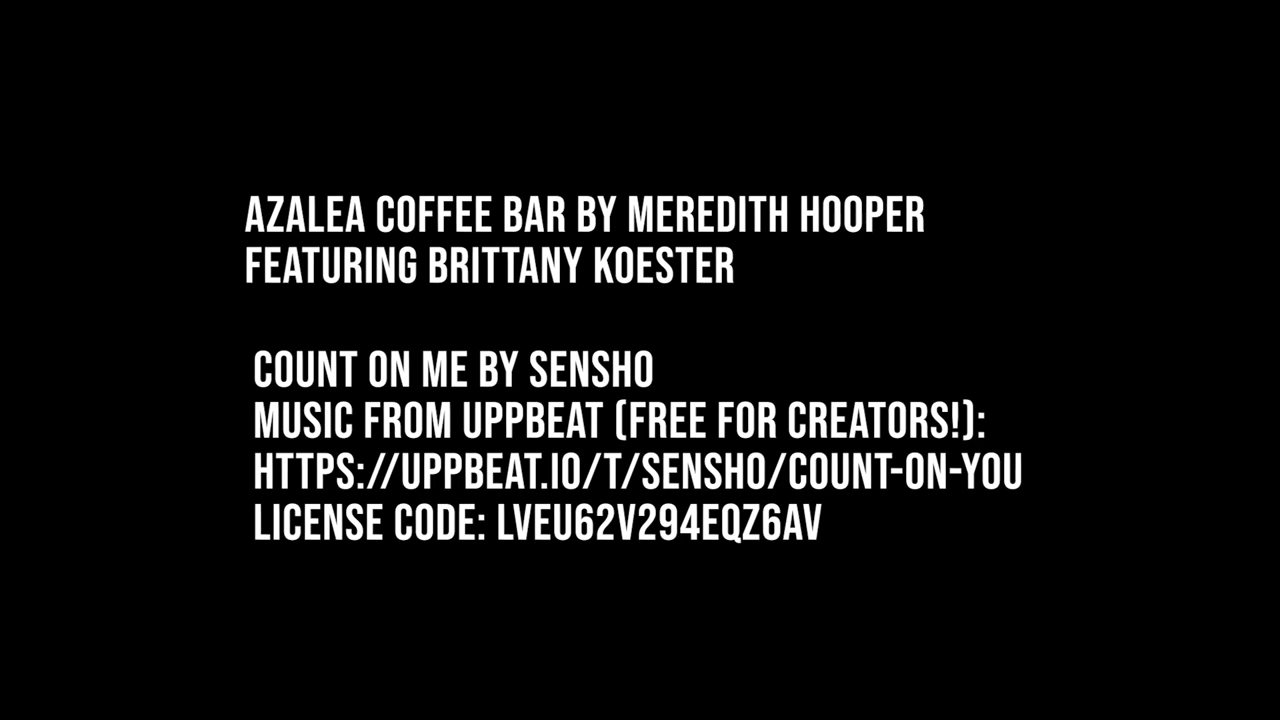 AZALEA COFFEE BAR BY MEREDITH HOOPER
FEATURING BRITTANY KOESTER
COUNT ON ME BY SENSHO
MUSIC FROM UPPBEAT (FREE FOR CREATORS!):
HTTPS://UPPBEAT.IO/T/SENSHO/COUNT-ON-YOU
LICENSE CODE: LVEU62V294EQZ6AV